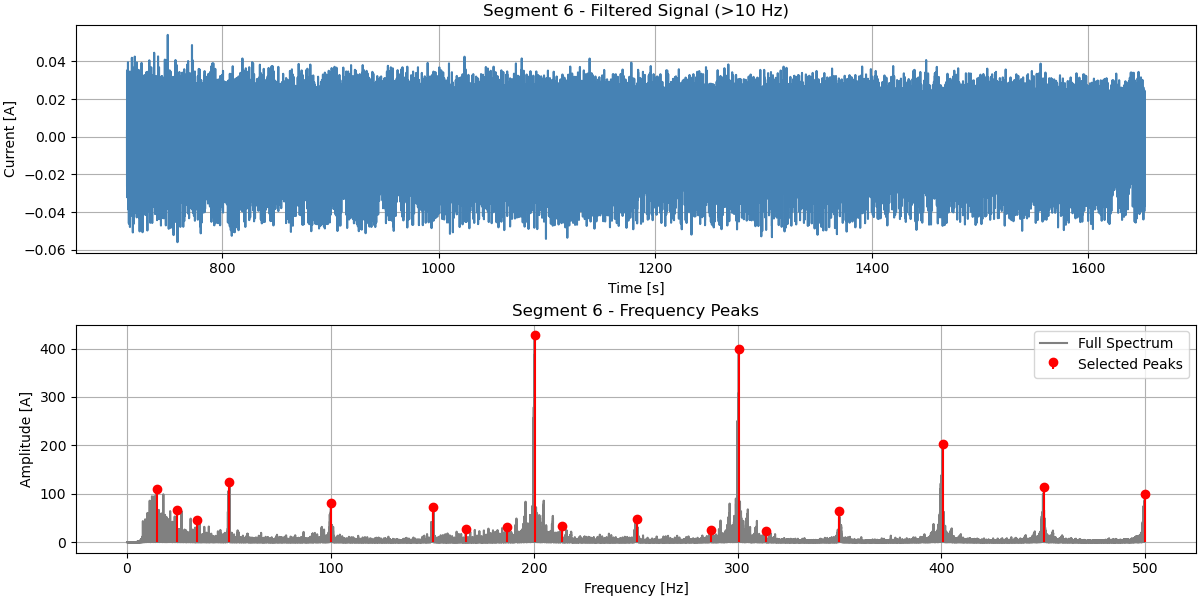 Segment 6 - Filtered Signal (>10 Hz)
Current [A]
0.04
0.02
0.00
−0.02
−0.04
−0.06
800 1000 1200 1400 1600
Time [s]
Segment 6 - Frequency Peaks
Amplitude [A]
400
300
200
100
0
Full Spectrum
Selected Peaks
0 100 200 300 400 500
Frequency [Hz]